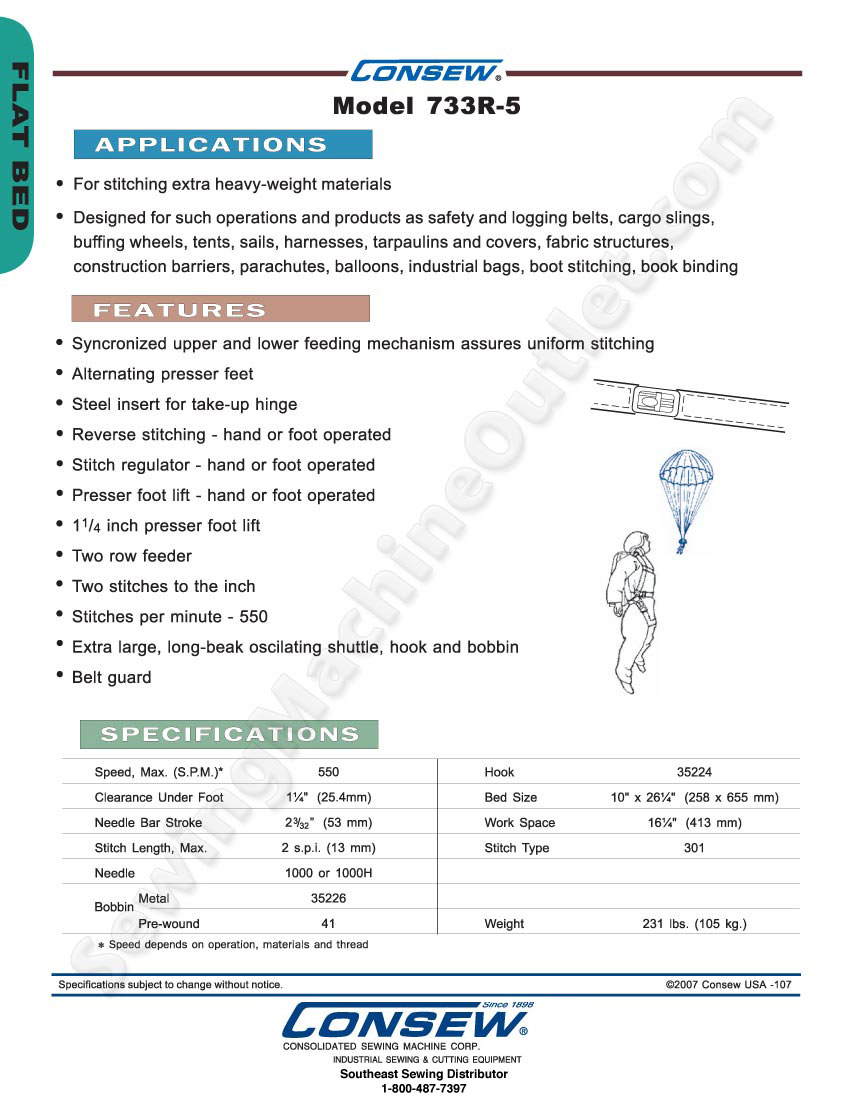 FLAT BED
CONSEW®
Model 733R-5
APPLICATIONS
• For stitching extra heavy-weight materials
• Designed for such operations and products as safety and logging belts, cargo slings,
buffing wheels, tents, sails, harnesses, tarpaulins and covers, fabric structures,
construction barriers, parachutes, balloons, industrial bags, boot stitching, book binding
FEATURES
• Syncronized upper and lower feeding mechanism assures uniform stitching
• Alternating presser feet
• Steel insert for take-up hinge
• Reverse stitching - hand or foot operated
• Stitch regulator - hand or foot operated
• Presser foot lift - hand or foot operated
• 1 1/4 inch presser foot lift
• Two row feeder
• Two stitches to the inch
• Stitches per minute - 550
• Extra large, long-beak oscilating shuttle, hook and bobbin
• Belt guard
SPECIFICATIONS
Speed, Max. (S.P.M.)* 550 Hook 35224
Clearance Under Foot 1¼" (25.4mm) Bed Size 10" x 26¼" (258 x 655 mm)
Needle Bar Stroke 2 3/32" (53 mm) Work Space 16¼" (413 mm)
Stitch Length, Max. 2 s.p.i. (13 mm) Stitch Type 301
Needle 1000 or 1000H
Bobbin Metal 35226
Pre-wound 41 Weight 231 lbs. (105 kg.)
* Speed depends on operation, materials and thread
Specifications subject to change without notice. ©2007 Consew USA -107
Since 1898
CONSEW®
CONSOLIDATED SEWING MACHINE CORP.
INDUSTRIAL SEWING & CUTTING EQUIPMENT
Southeast Sewing Distributor
1-800-487-7397
SewingMachineOutlet.com